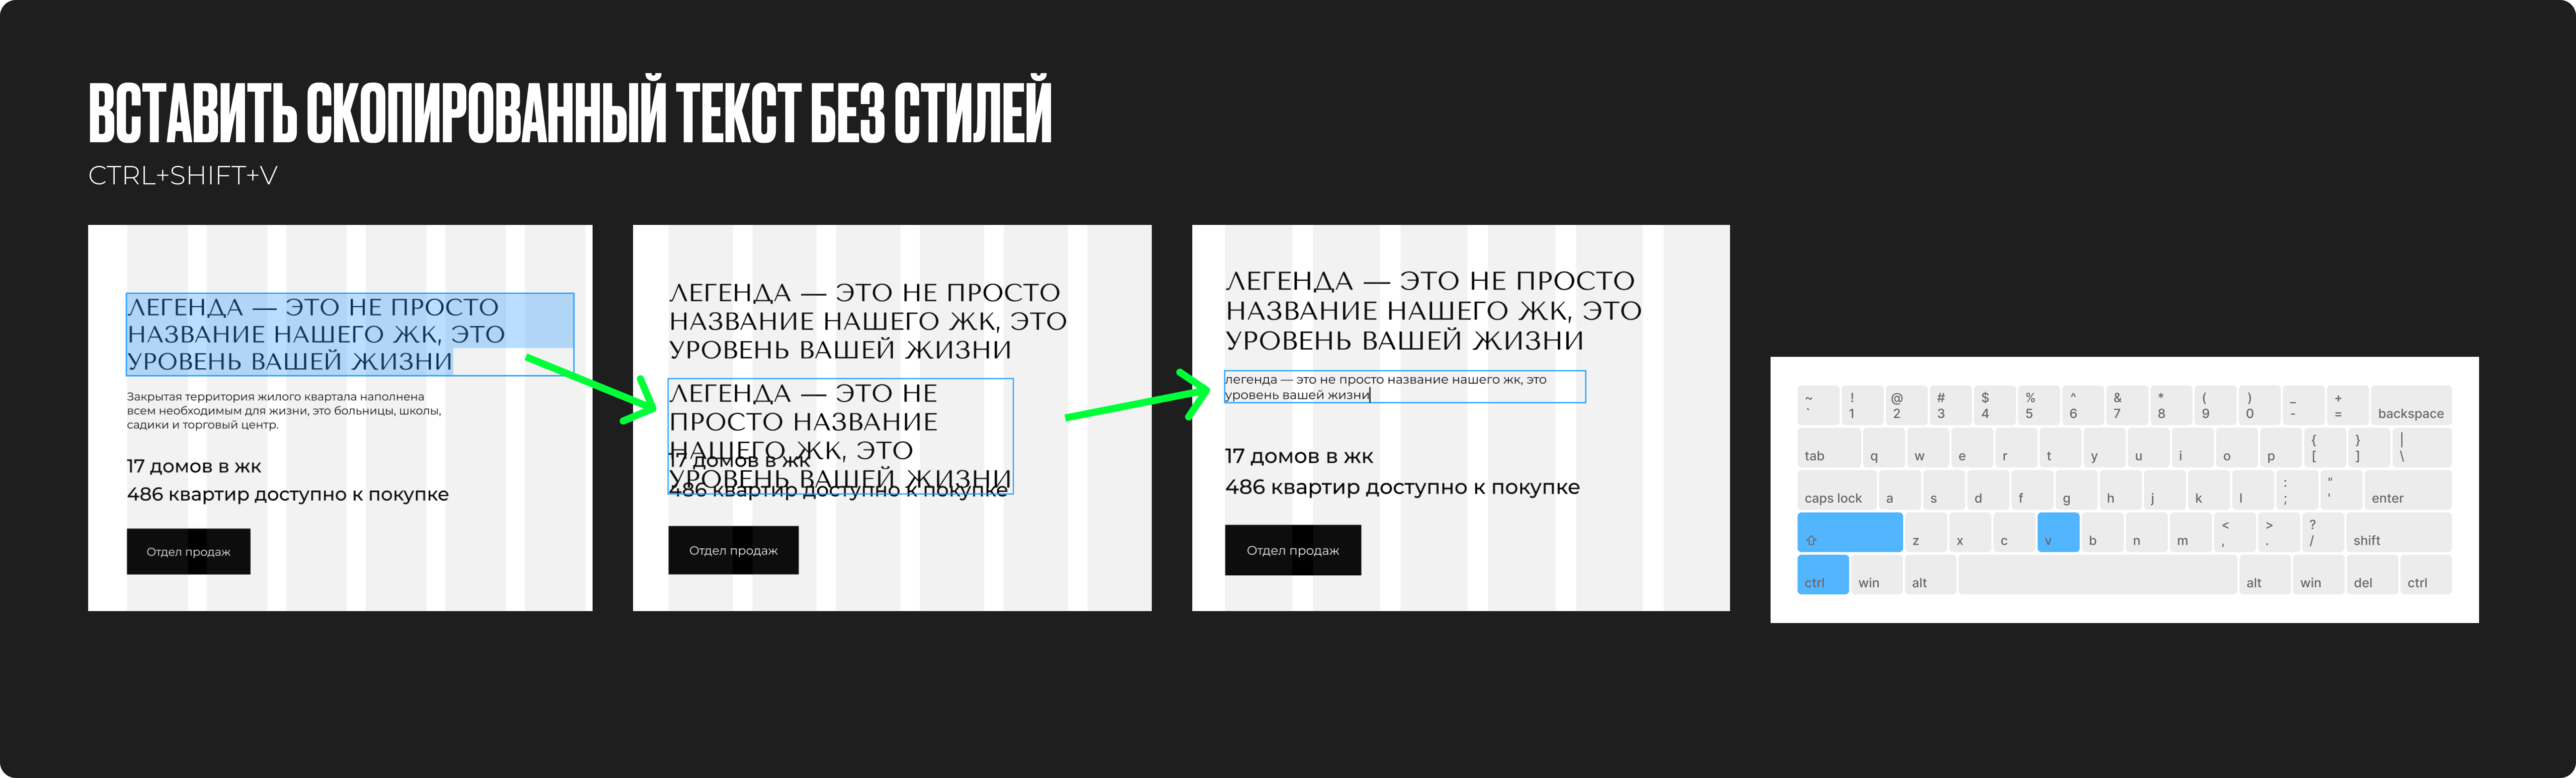 ВСТАВИТЬ СКОПИРОВАННЫЙ ТЕКСТ БЕЗ СТИЛЕЙ
CTRL+SHIFT+V
ЛЕГЕНДА — ЭТО НЕ ПРОСТО
НАЗВАНИЕ НАШЕГО ЖК, ЭТО
УРОВЕНЬ ВАШЕЙ ЖИЗНИ
Закрытая территория жилого квартала наполнена
всем необходимым для жизни, это больницы, школы,
садики и торговый центр.
17 домов в жк
486 квартир доступно к покупке
Отдел продаж
ЛЕГЕНДА — ЭТО НЕ ПРОСТО
НАЗВАНИЕ НАШЕГО ЖК, ЭТО
УРОВЕНЬ ВАШЕЙ ЖИЗНИ
ЛЕГЕНДА — ЭТО НЕ
ПРОСТО НАЗВАНИЕ
НАШЕГО ЖК, ЭТО
17 домов в жк
УРОВЕНЬ ВАШЕЙ ЖИЗНИ
486 квартир доступно к покупке
Отдел продаж
ЛЕГЕНДА — ЭТО НЕ ПРОСТО
НАЗВАНИЕ НАШЕГО ЖК, ЭТО
УРОВЕНЬ ВАШЕЙ ЖИЗНИ
легенда — это не просто название нашего жк, это
уровень вашей жизни
17 домов в жк
486 квартир доступно к покупке
Отдел продаж
~ ! @ # $ % ^ & * ( ) _ +
` 1 2 3 4 5 6 7 8 9 0 - = backspace
{ } |
tab q w e r t y u i o p [ ] \
: "
caps lock a s d f g h j k l ; ' enter
< > ?
⇧ z x c v b n m , . / shift
ctrl win alt alt win del ctrl